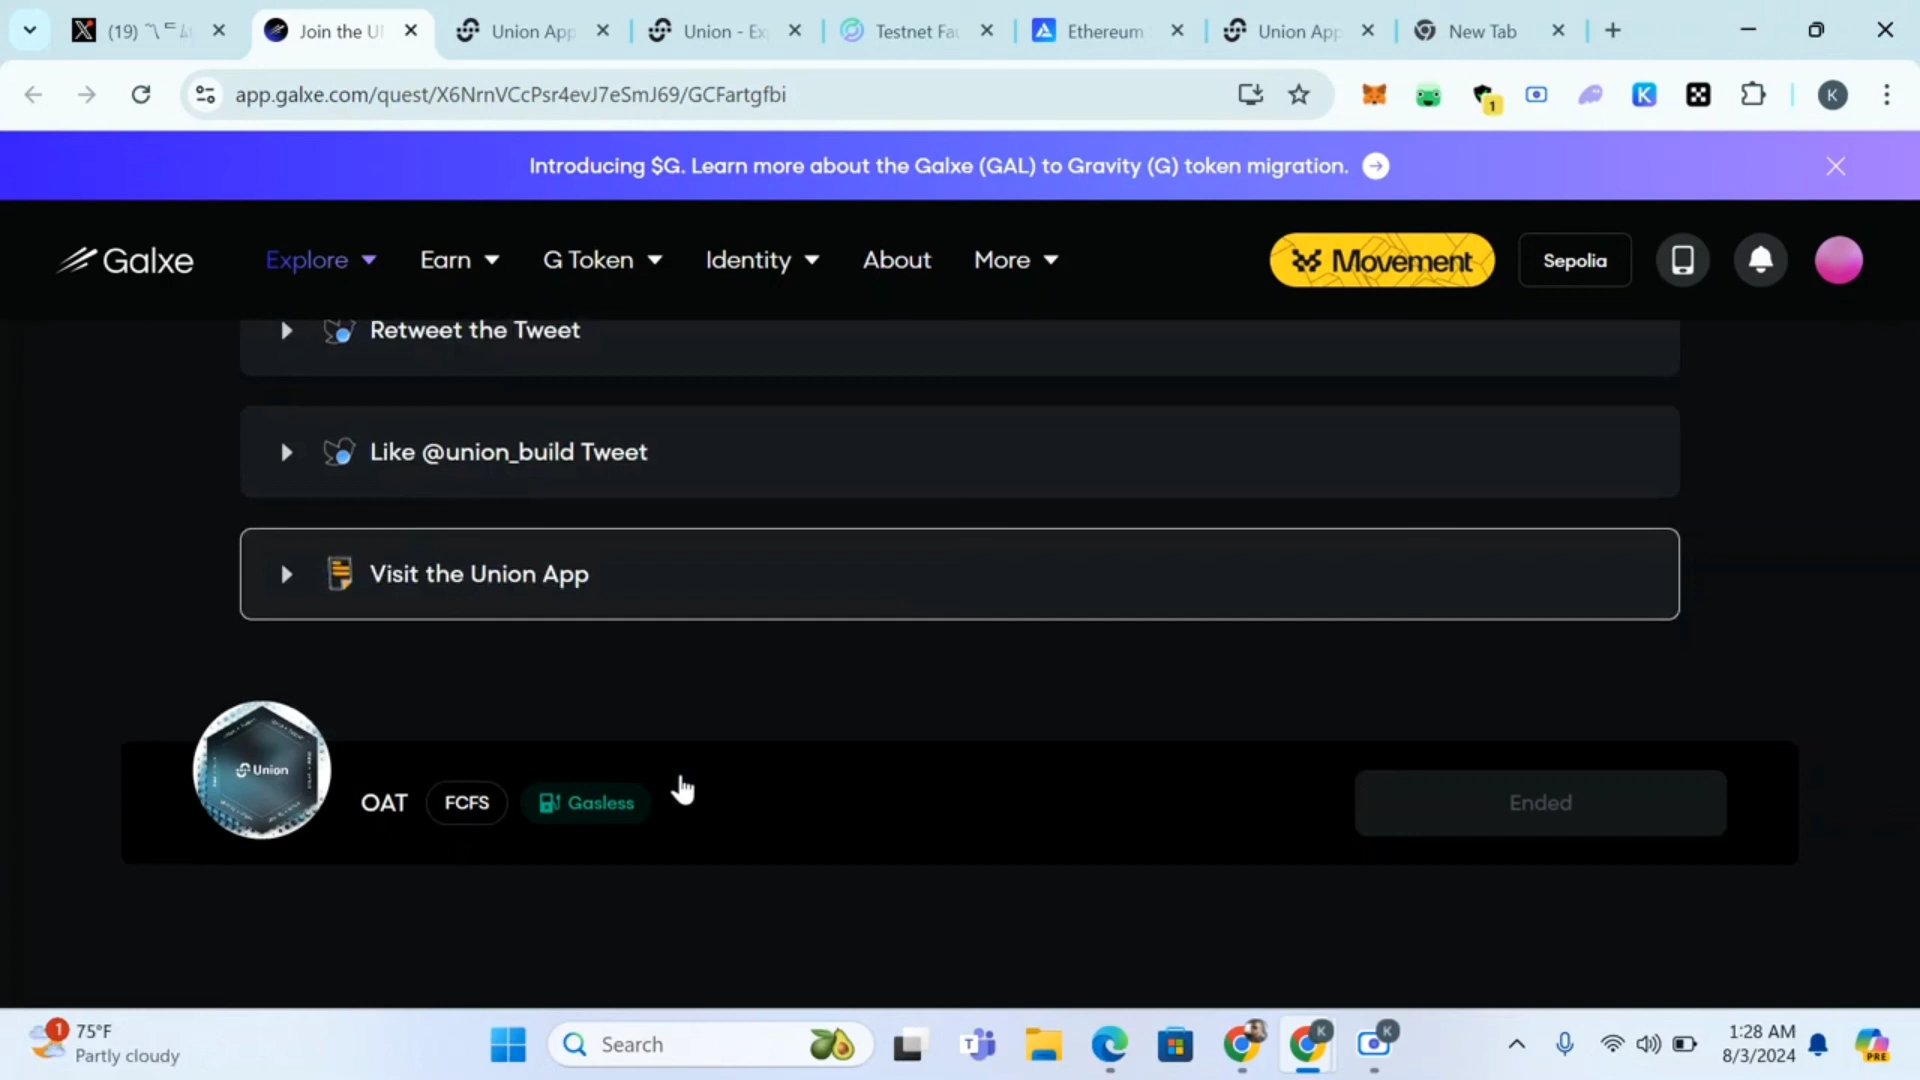 (19)
Join the U
Union App
Union - Ex
Testnet Fa
Ethereum
Union App
New Tab
app.galxe.com/quest/X6NrnVCcPsr4evJ7eSmJ69/GCFartgfbi
1
K
Introducing $G. Learn more about the Galxe (GAL) to Gravity (G) token migration.
Galxe
Explore
Earn
G Token
Identity
About
More
Movement
Sepolia
Retweet the Tweet
Like @union_build Tweet
Visit the Union App
Union
OAT
FCFS
Gasless
Ended
1
75°F
Partly cloudy
Search
K
K
1:28 AM
8/3/2024
PRE